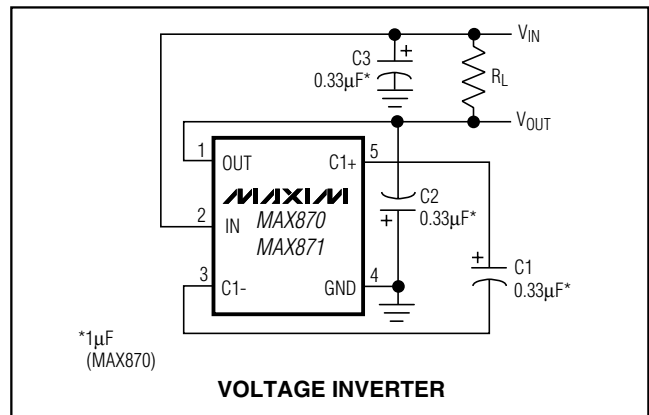 V_IN
C3
+
0.33µF*
R_L
V_OUT
1
OUT
C1+
5
MAXIM
MAX870
MAX871
2
IN
C2
+
0.33µF*
3
C1-
GND
4
+
C1
0.33µF*
*1µF
(MAX870)
VOLTAGE INVERTER